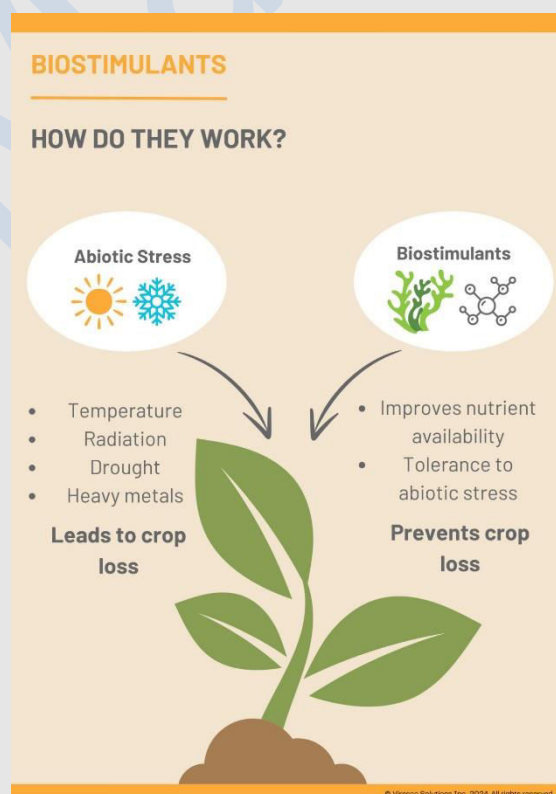 BIOSTIMULANTS
HOW DO THEY WORK?
Abiotic Stress
Biostimulants
• Temperature
• Radiation
• Drought
• Heavy metals
Leads to crop
loss
• Improves nutrient
availability
• Tolerance to
abiotic stress
Prevents crop
loss